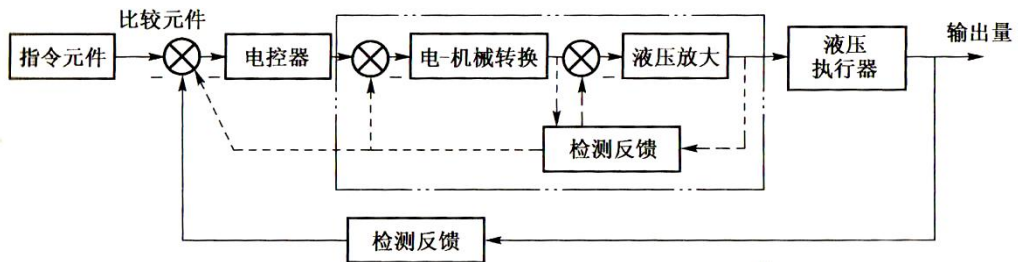 比较元件
指令元件
电控器
电-机械转换
液压放大
液压
执行器
输出量
检测反馈
检测反馈